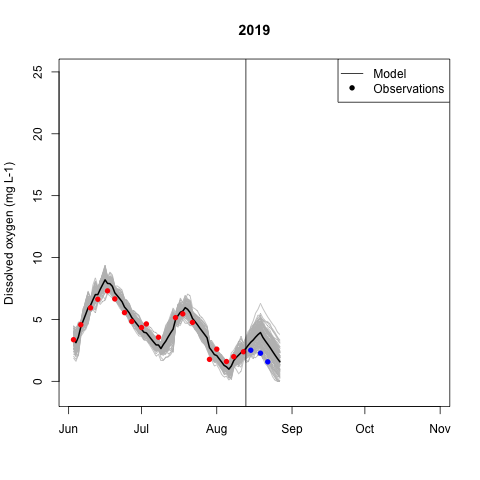 2019
Model
Observations
Dissolved oxygen (mg L-1)
25
20
15
10
5
0
Jun Jul Aug Sep Oct Nov